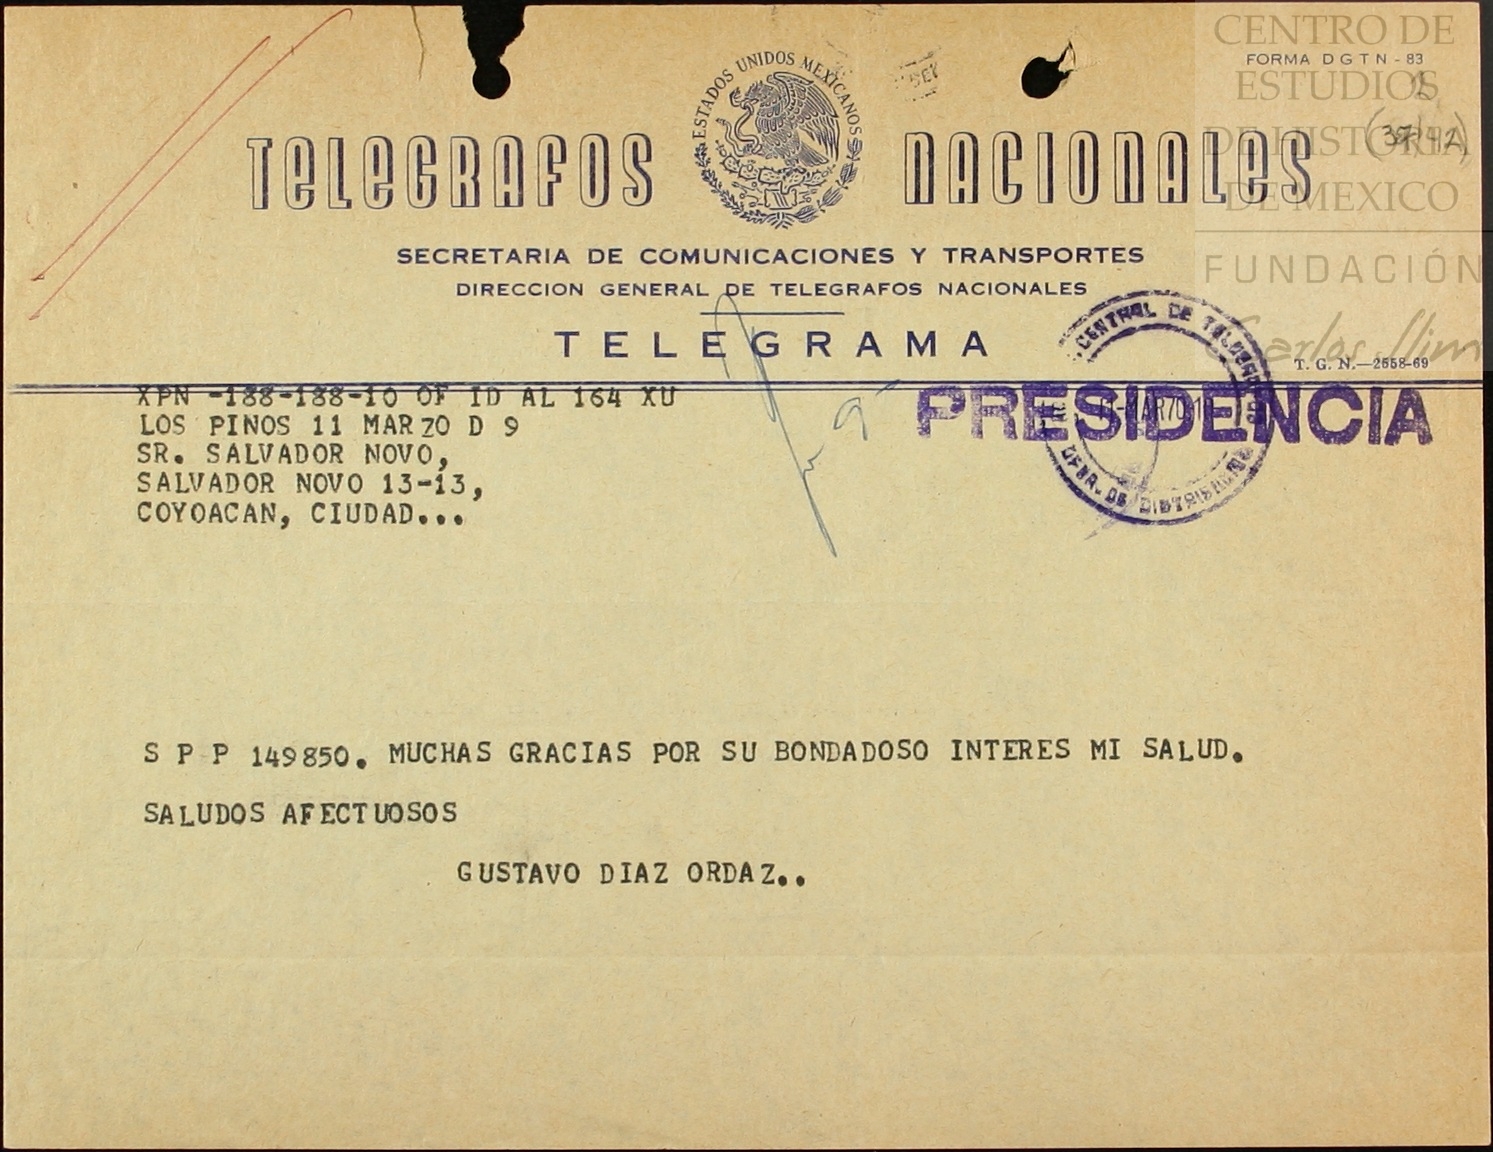 CENTRO DE
FORMA DGTN-83
ESTUDIOS
DE HISTORIA
DE MEXICO
FUNDACIÓN
Carlos Slim
ESTADOS UNIDOS MEXICANOS
TELEGRAFOS NACIONALES
SECRETARIA DE COMUNICACIONES Y TRANSPORTES
DIRECCION GENERAL DE TELEGRAFOS NACIONALES
TELEGRAMA
T. G. N.—2558-69
CENTRAL DE
PRESIDENCIA
XPN -188-188-10 OF ID AL 164 XU
LOS PINOS 11 MARZO D 9
SR. SALVADOR NOVO,
SALVADOR NOVO 13-13,
COYOACAN, CIUDAD...
S P P 149850. MUCHAS GRACIAS POR SU BONDADOSO INTERES MI SALUD.
SALUDOS AFECTUOSOS
GUSTAVO DIAZ ORDAZ..